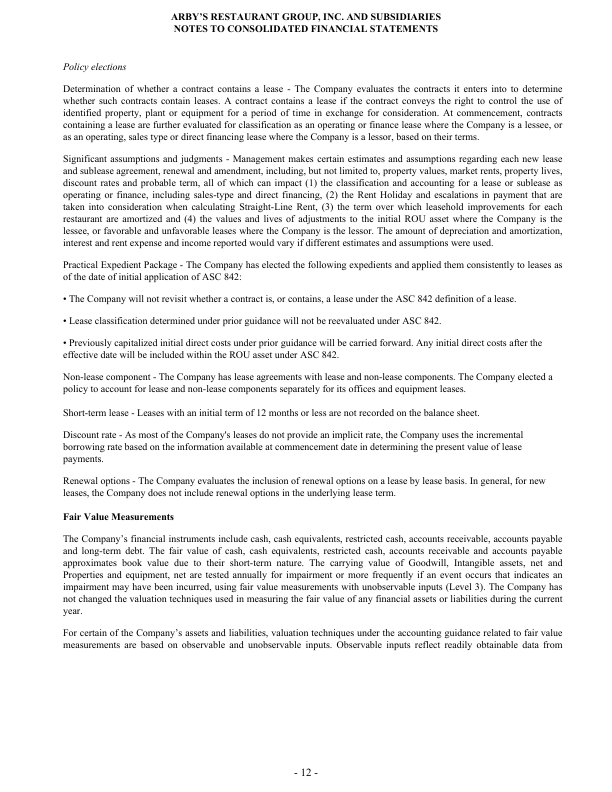 ARBY'S RESTAURANT GROUP, INC. AND SUBSIDIARIES
NOTES TO CONSOLIDATED FINANCIAL STATEMENTS
Policy elections
Determination of whether a contract contains a lease - The Company evaluates the contracts it enters into to determine
whether such contracts contain leases. A contract contains a lease if the contract conveys the right to control the use of
identified property, plant or equipment for a period of time in exchange for consideration. At commencement, contracts
containing a lease are further evaluated for classification as an operating or finance lease where the Company is a lessee, or
as an operating, sales type or direct financing lease where the Company is a lessor, based on their terms.
Significant assumptions and judgments - Management makes certain estimates and assumptions regarding each new lease
and sublease agreement, renewal and amendment, including, but not limited to, property values, market rents, property lives,
discount rates and probable term, all of which can impact (1) the classification and accounting for a lease or sublease as
operating or finance, including sales-type and direct financing, (2) the Rent Holiday and escalations in payment that are
taken into consideration when calculating Straight-Line Rent, (3) the term over which leasehold improvements for each
restaurant are amortized and (4) the values and lives of adjustments to the initial ROU asset where the Company is the
lessee, or favorable and unfavorable leases where the Company is the lessor. The amount of depreciation and amortization,
interest and rent expense and income reported would vary if different estimates and assumptions were used.
Practical Expedient Package - The Company has elected the following expedients and applied them consistently to leases as
of the date of initial application of ASC 842:
• The Company will not revisit whether a contract is, or contains, a lease under the ASC 842 definition of a lease.
• Lease classification determined under prior guidance will not be reevaluated under ASC 842.
• Previously capitalized initial direct costs under prior guidance will be carried forward. Any initial direct costs after the
effective date will be included within the ROU asset under ASC 842.
Non-lease component - The Company has lease agreements with lease and non-lease components. The Company elected a
policy to account for lease and non-lease components separately for its offices and equipment leases.
Short-term lease - Leases with an initial term of 12 months or less are not recorded on the balance sheet.
Discount rate - As most of the Company's leases do not provide an implicit rate, the Company uses the incremental
borrowing rate based on the information available at commencement date in determining the present value of lease
payments.
Renewal options - The Company evaluates the inclusion of renewal options on a lease by lease basis. In general, for new
leases, the Company does not include renewal options in the underlying lease term.
Fair Value Measurements
The Company's financial instruments include cash, cash equivalents, restricted cash, accounts receivable, accounts payable
and long-term debt. The fair value of cash, cash equivalents, restricted cash, accounts receivable and accounts payable
approximates book value due to their short-term nature. The carrying value of Goodwill, Intangible assets, net and
Properties and equipment, net are tested annually for impairment or more frequently if an event occurs that indicates an
impairment may have been incurred, using fair value measurements with unobservable inputs (Level 3). The Company has
not changed the valuation techniques used in measuring the fair value of any financial assets or liabilities during the current
year.
For certain of the Company's assets and liabilities, valuation techniques under the accounting guidance related to fair value
measurements are based on observable and unobservable inputs. Observable inputs reflect readily obtainable data from
- 12 -